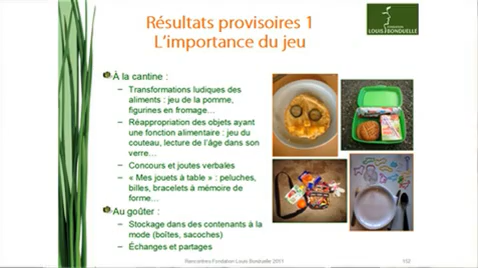 Résultats provisoires 1
L'importance du jeu
FONDATION
LOUIS BONDUELLE
À la cantine :
– Transformations ludiques des
aliments : jeu de la pomme,
figurines en fromage…
– Réappropriation des objets ayant
une fonction alimentaire : jeu du
couteau, lecture de l'âge dans son
verre…
– Concours et joutes verbales
– « Mes jouets à table » : peluches,
billes, bracelets à mémoire de
forme…
Au goûter :
– Stockage dans des contenants à la
mode (boîtes, sacoches)
– Échanges et partages
Rencontres Fondation Louis Bonduelle 2011